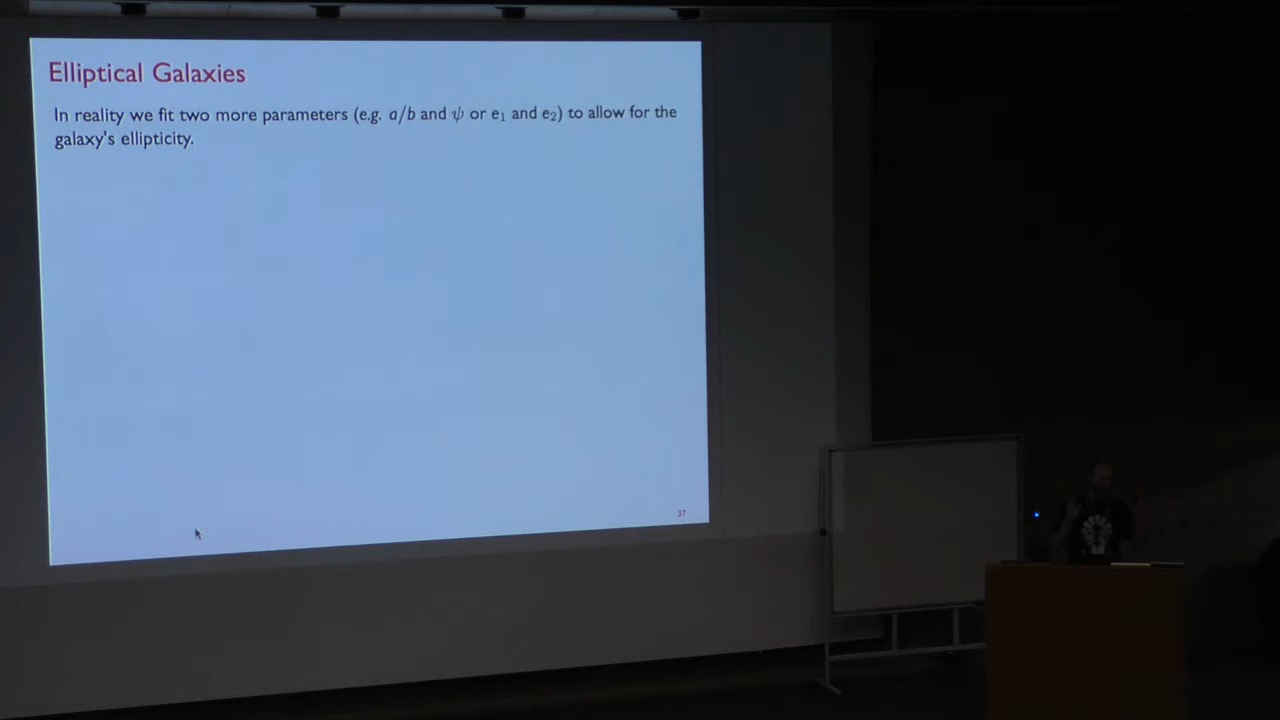 Elliptical Galaxies
In reality we fit two more parameters (e.g. a/b and ψ or e₁ and e₂) to allow for the
galaxy's ellipticity.
37